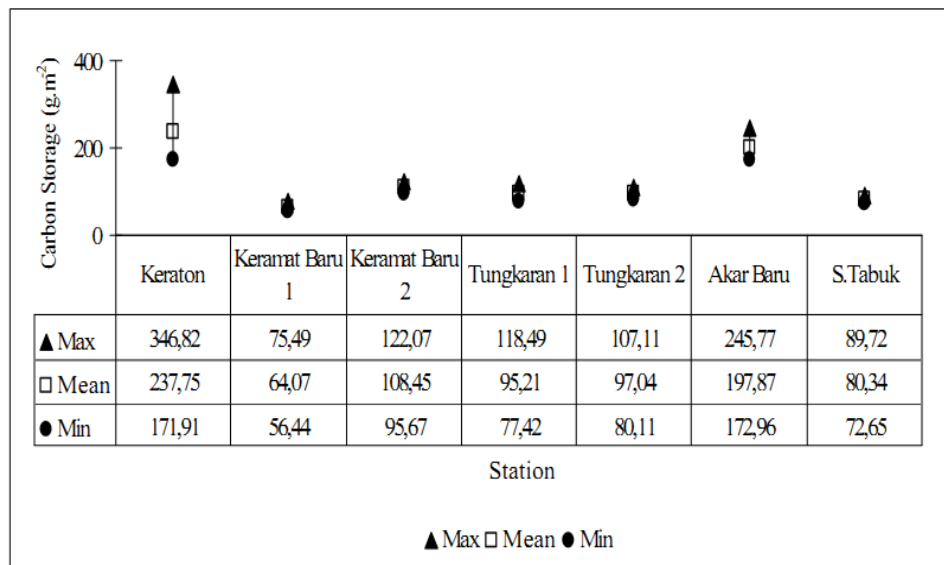 Carbon Storage (g.m⁻²)
400
200
0
Keraton Keramat Baru 1 Keramat Baru 2 Tungkaran 1 Tungkaran 2 Akar Baru S.Tabuk
▲ Max 346,82 75,49 122,07 118,49 107,11 245,77 89,72
□ Mean 237,75 64,07 108,45 95,21 97,04 197,87 80,34
● Min 171,91 56,44 95,67 77,42 80,11 172,96 72,65
Station
▲ Max □ Mean ● Min